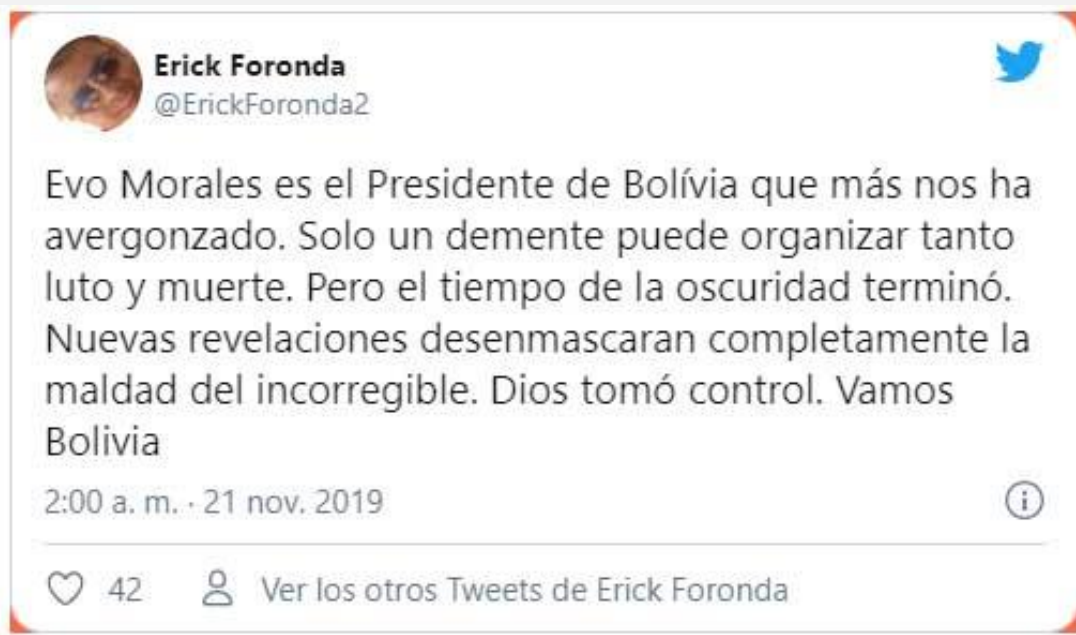 Erick Foronda
@ErickForonda2
Evo Morales es el Presidente de Bolívia que más nos ha
avergonzado. Solo un demente puede organizar tanto
luto y muerte. Pero el tiempo de la oscuridad terminó.
Nuevas revelaciones desenmascaran completamente la
maldad del incorregible. Dios tomó control. Vamos
Bolivia
2:00 a. m. · 21 nov. 2019
42 Ver los otros Tweets de Erick Foronda